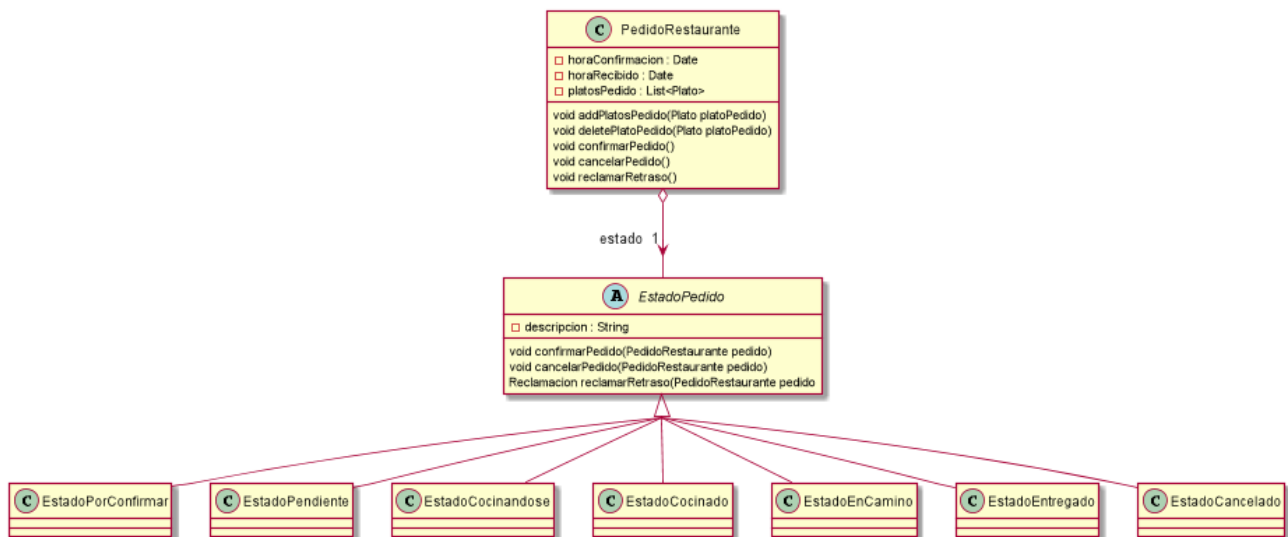 C PedidoRestaurante
horaConfirmacion : Date
horaRecibido : Date
platosPedido : List<Plato>
void addPlatosPedido(Plato platoPedido)
void deletePlatoPedido(Plato platoPedido)
void confirmarPedido()
void cancelarPedido()
void reclamarRetraso()
estado 1
A EstadoPedido
descripcion : String
void confirmarPedido(PedidoRestaurante pedido)
void cancelarPedido(PedidoRestaurante pedido)
Reclamacion reclamarRetraso(PedidoRestaurante pedido
C EstadoPorConfirmar
C EstadoPendiente
C EstadoCocinandose
C EstadoCocinado
C EstadoEnCamino
C EstadoEntregado
C EstadoCancelado